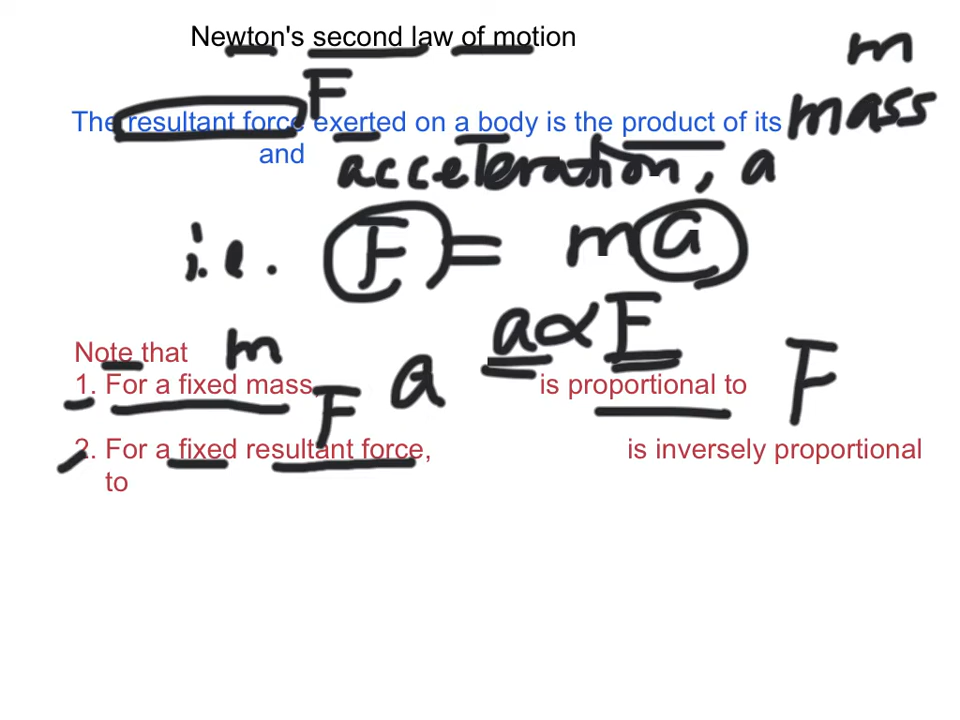 Newton's second law of motion
m
F
The resultant force exerted on a body is the product of its mass
and acceleration, a
i.e. F = ma
a ∝ F
Note that m
1. For a fixed mass a is proportional to F
F
2. For a fixed resultant force, is inversely proportional
to